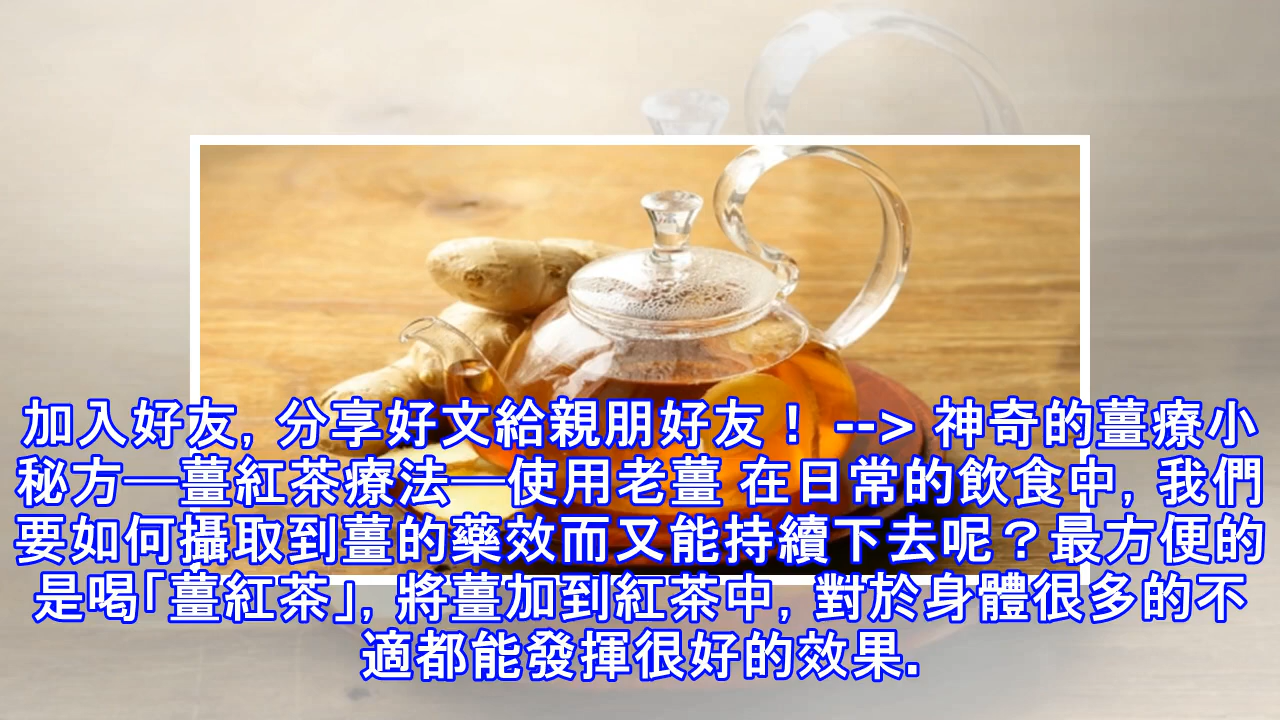 加入好友, 分享好文給親朋好友！ --> 神奇的薑療小
秘方—薑紅茶療法—使用老薑 在日常的飲食中, 我們
要如何攝取到薑的藥效而又能持續下去呢？最方便的
是喝「薑紅茶」, 將薑加到紅茶中, 對於身體很多的不
適都能發揮很好的效果.